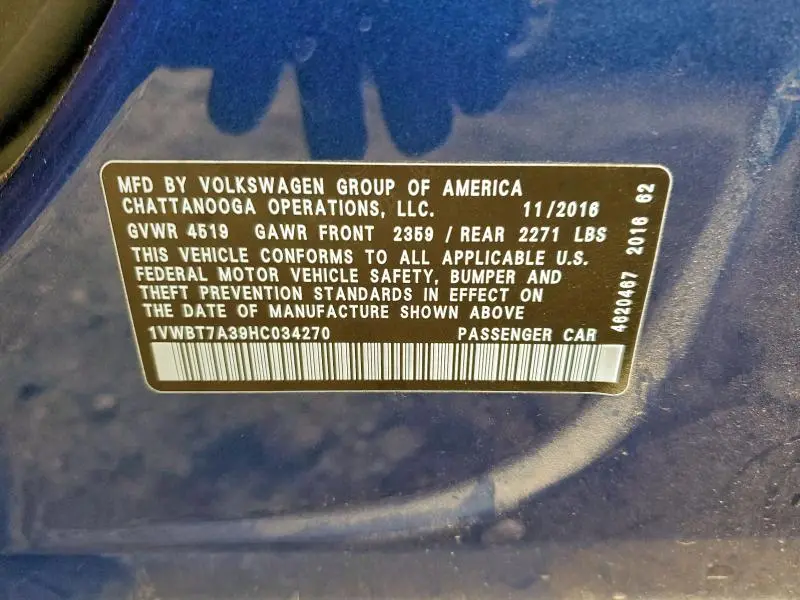 MFD BY VOLKSWAGEN GROUP OF AMERICA
CHATTANOOGA OPERATIONS, LLC. 11/2016
GVWR 4519 GAWR FRONT 2359 / REAR 2271 LBS
THIS VEHICLE CONFORMS TO ALL APPLICABLE U.S.
FEDERAL MOTOR VEHICLE SAFETY, BUMPER AND
THEFT PREVENTION STANDARDS IN EFFECT ON
THE DATE OF MANUFACTURE SHOWN ABOVE
1VWBT7A39HC034270 PASSENGER CAR
4620467 2016 62